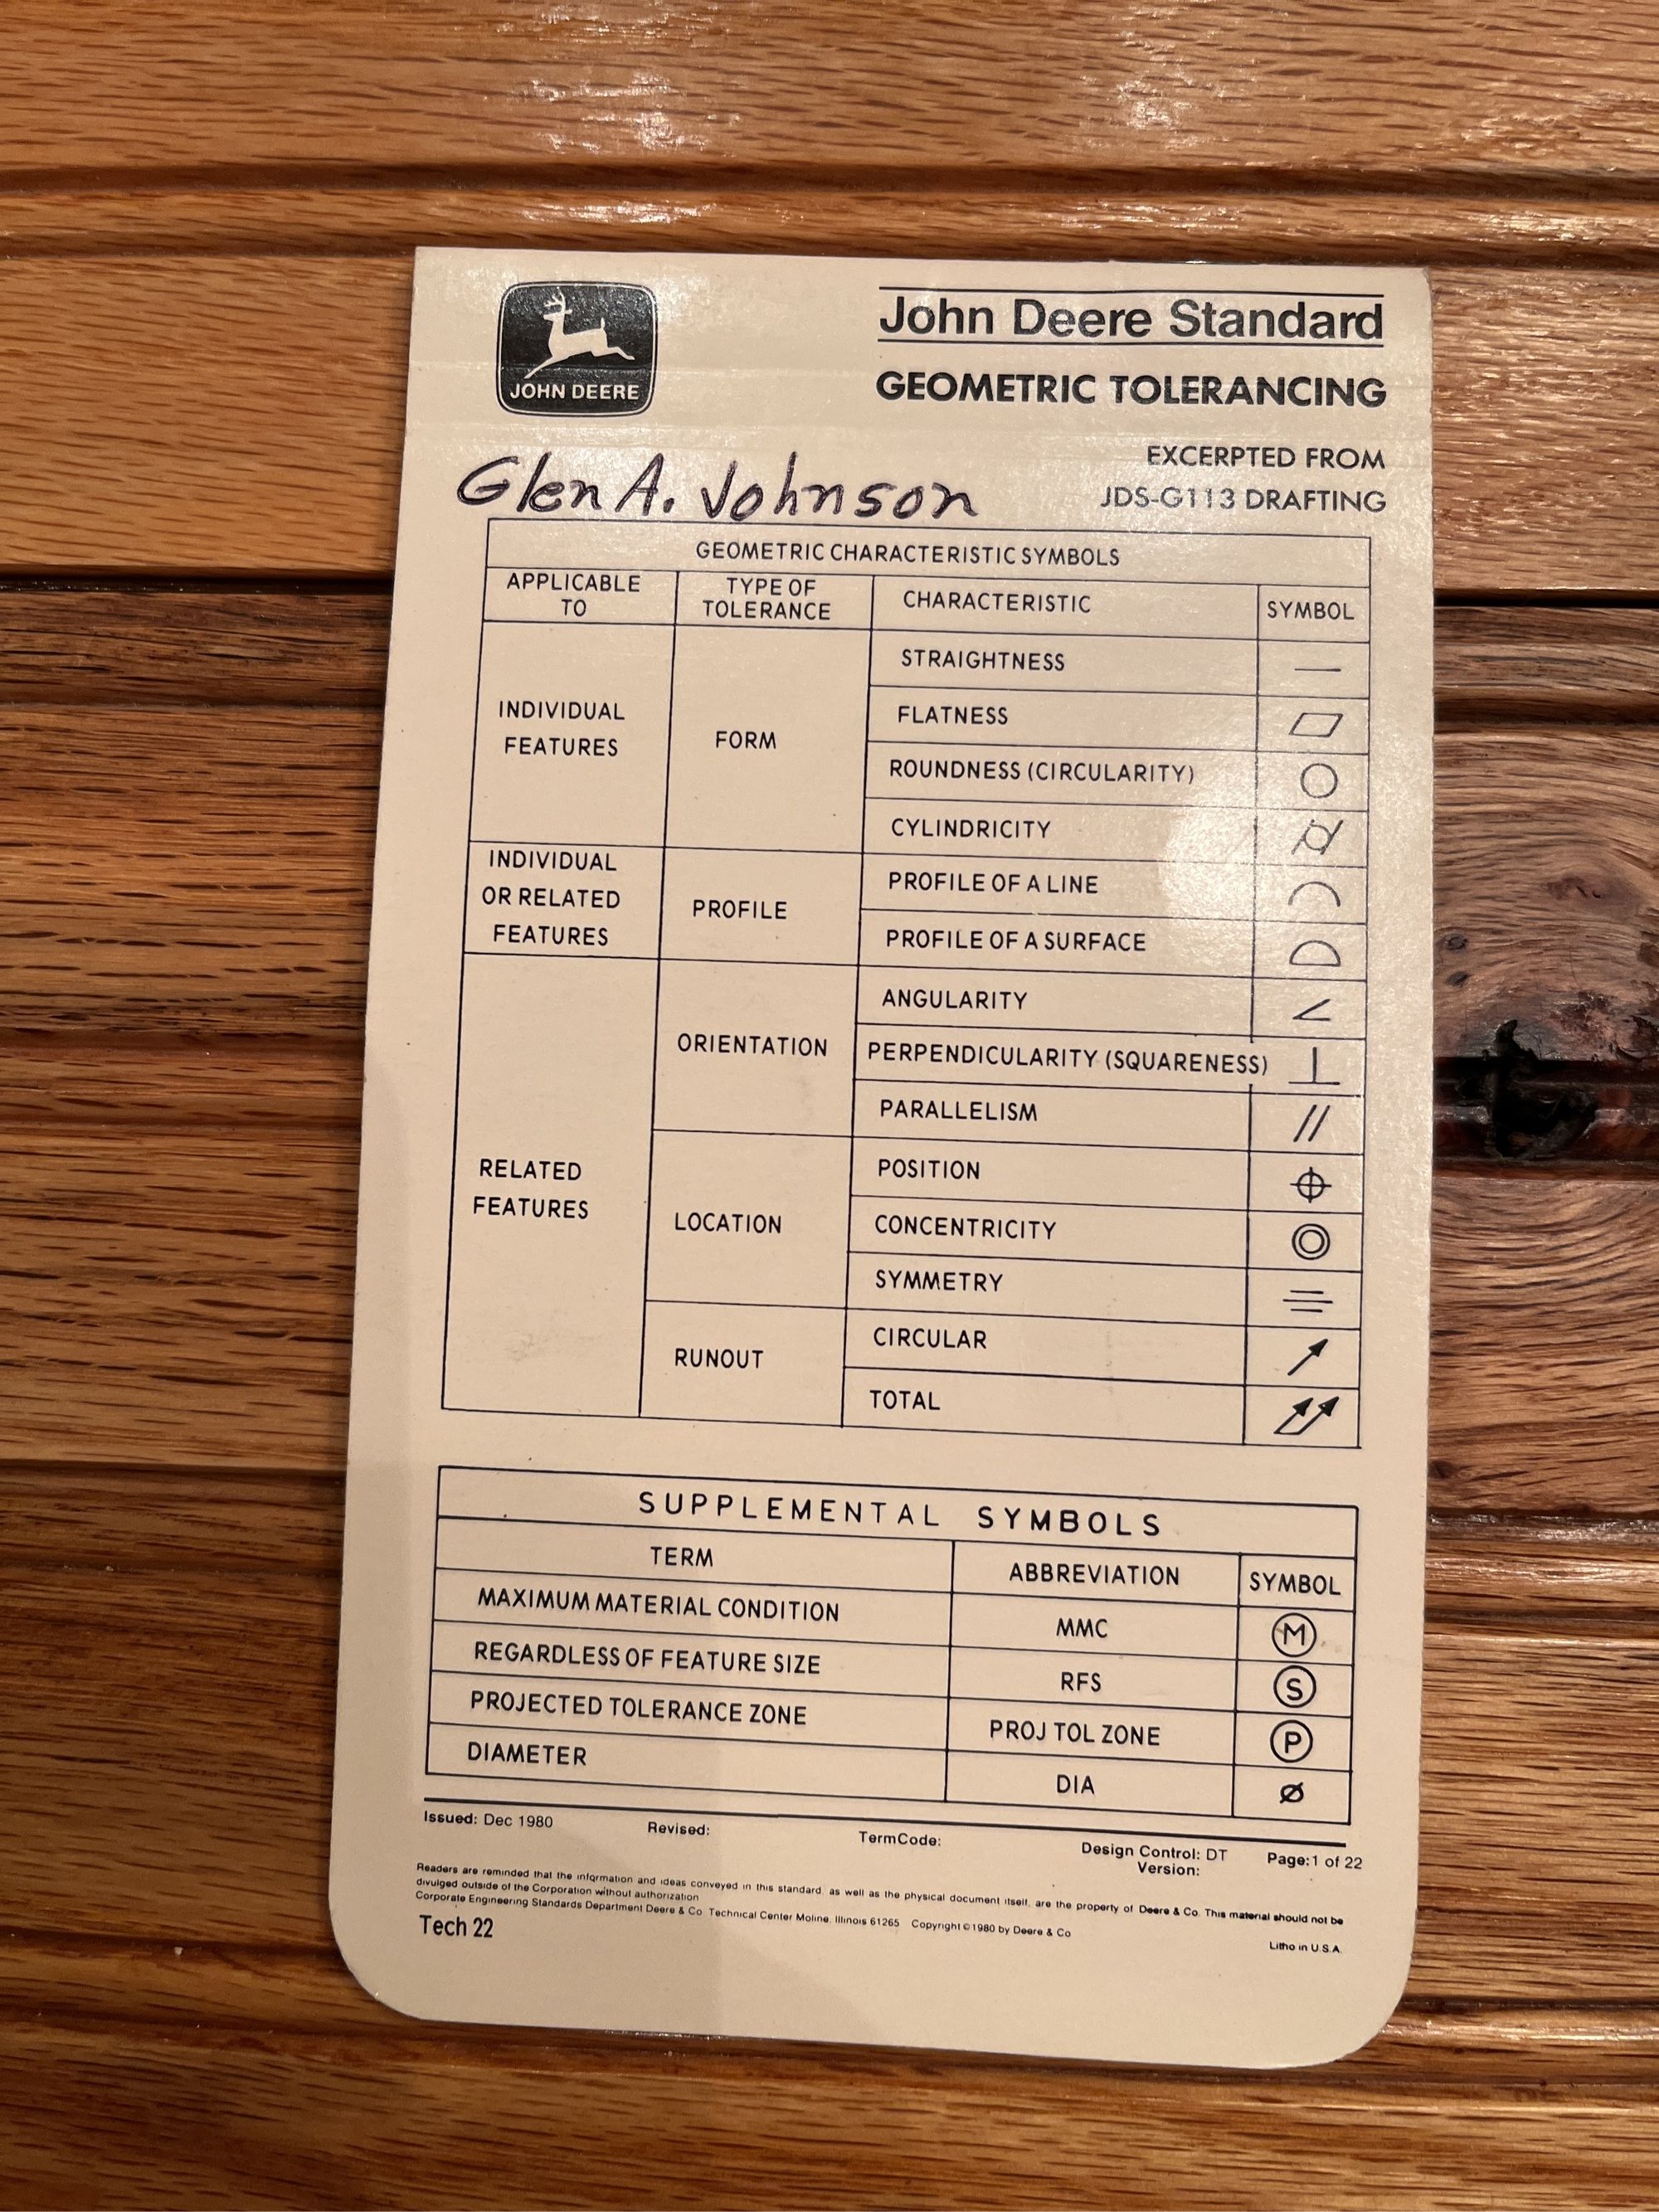 JOHN DEERE
John Deere Standard
GEOMETRIC TOLERANCING
EXCERPTED FROM
JDS-G113 DRAFTING
Glen A. Johnson
GEOMETRIC CHARACTERISTIC SYMBOLS
APPLICABLE TO
TYPE OF TOLERANCE
CHARACTERISTIC
SYMBOL
INDIVIDUAL FEATURES
FORM
STRAIGHTNESS
FLATNESS
ROUNDNESS (CIRCULARITY)
CYLINDRICITY
INDIVIDUAL OR RELATED FEATURES
PROFILE
PROFILE OF A LINE
PROFILE OF A SURFACE
RELATED FEATURES
ORIENTATION
ANGULARITY
PERPENDICULARITY (SQUARENESS)
PARALLELISM
LOCATION
POSITION
CONCENTRICITY
SYMMETRY
RUNOUT
CIRCULAR
TOTAL
SUPPLEMENTAL SYMBOLS
TERM ABBREVIATION SYMBOL
MAXIMUM MATERIAL CONDITION MMC Ⓜ
REGARDLESS OF FEATURE SIZE RFS Ⓢ
PROJECTED TOLERANCE ZONE PROJ TOL ZONE Ⓟ
DIAMETER DIA ⌀
Issued: Dec 1980 Revised: TermCode: Design Control: DT Page:1 of 22
Version:
Readers are reminded that the information and ideas conveyed in this standard, as well as the physical document itself, are the property of Deere & Co. This material should not be
divulged outside of the Corporation without authorization
Corporate Engineering Standards Department Deere & Co. Technical Center Moline, Illinois 61265 Copyright © 1980 by Deere & Co
Tech 22
Litho in U.S.A.